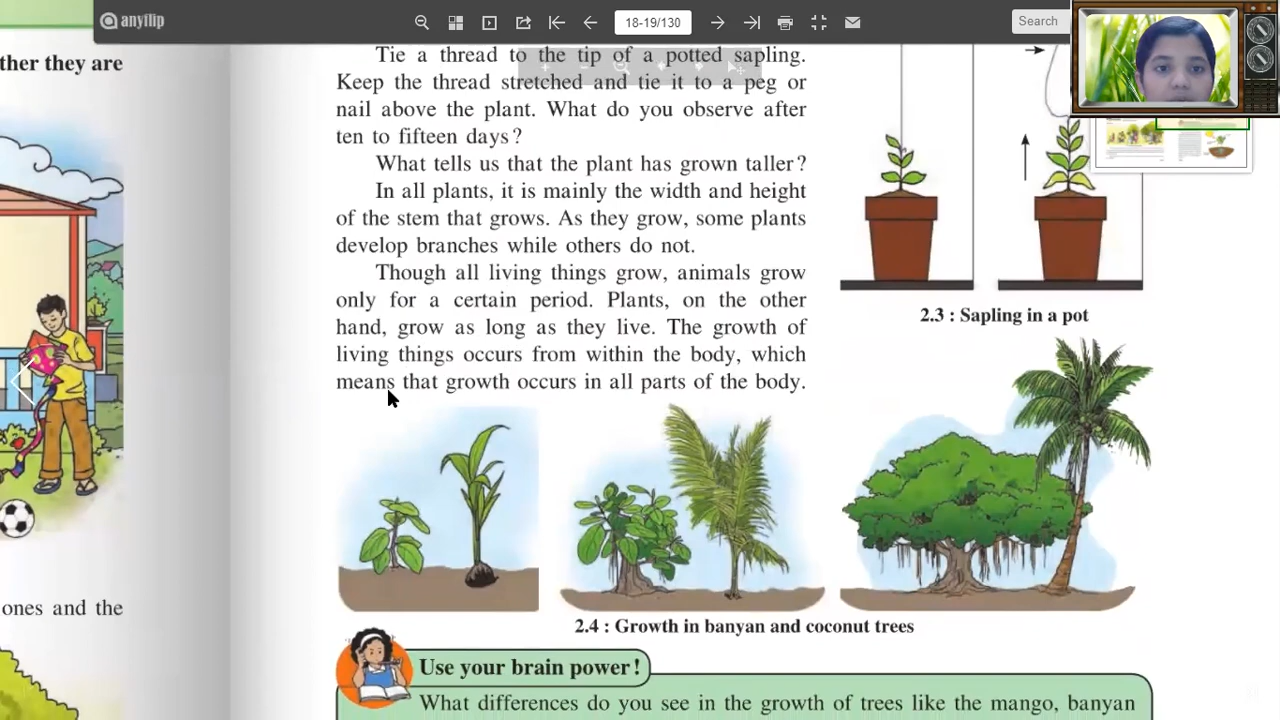 anyflip
18-19/130
Search
ther they are
Tie a thread to the tip of a potted sapling.
Keep the thread stretched and tie it to a peg or
nail above the plant. What do you observe after
ten to fifteen days?
What tells us that the plant has grown taller?
In all plants, it is mainly the width and height
of the stem that grows. As they grow, some plants
develop branches while others do not.
Though all living things grow, animals grow
only for a certain period. Plants, on the other
hand, grow as long as they live. The growth of
living things occurs from within the body, which
means that growth occurs in all parts of the body.
2.3 : Sapling in a pot
2.4 : Growth in banyan and coconut trees
ones and the
Use your brain power!
What differences do you see in the growth of trees like the mango, banyan